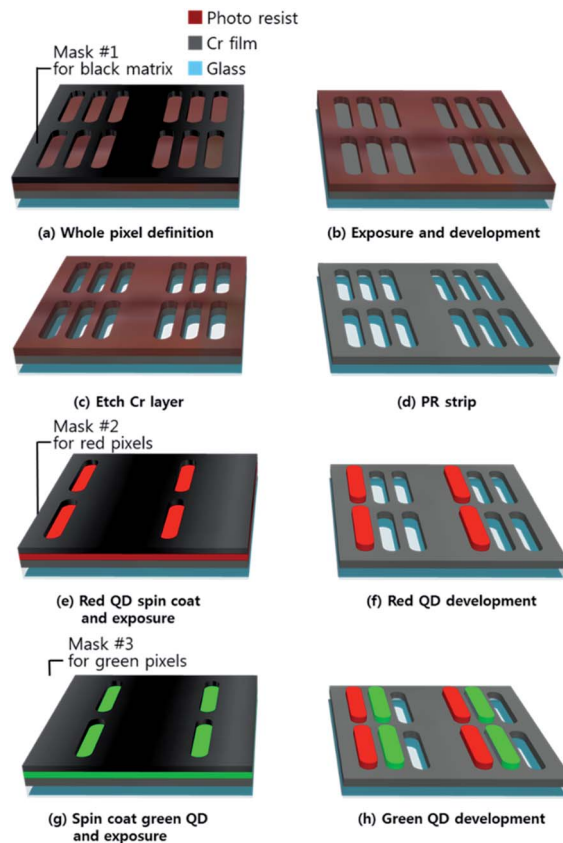 Photo resist
Cr film
Glass
Mask #1
for black matrix
(a) Whole pixel definition
(b) Exposure and development
(c) Etch Cr layer
(d) PR strip
Mask #2
for red pixels
(e) Red QD spin coat
and exposure
(f) Red QD development
Mask #3
for green pixels
(g) Spin coat green QD
and exposure
(h) Green QD development